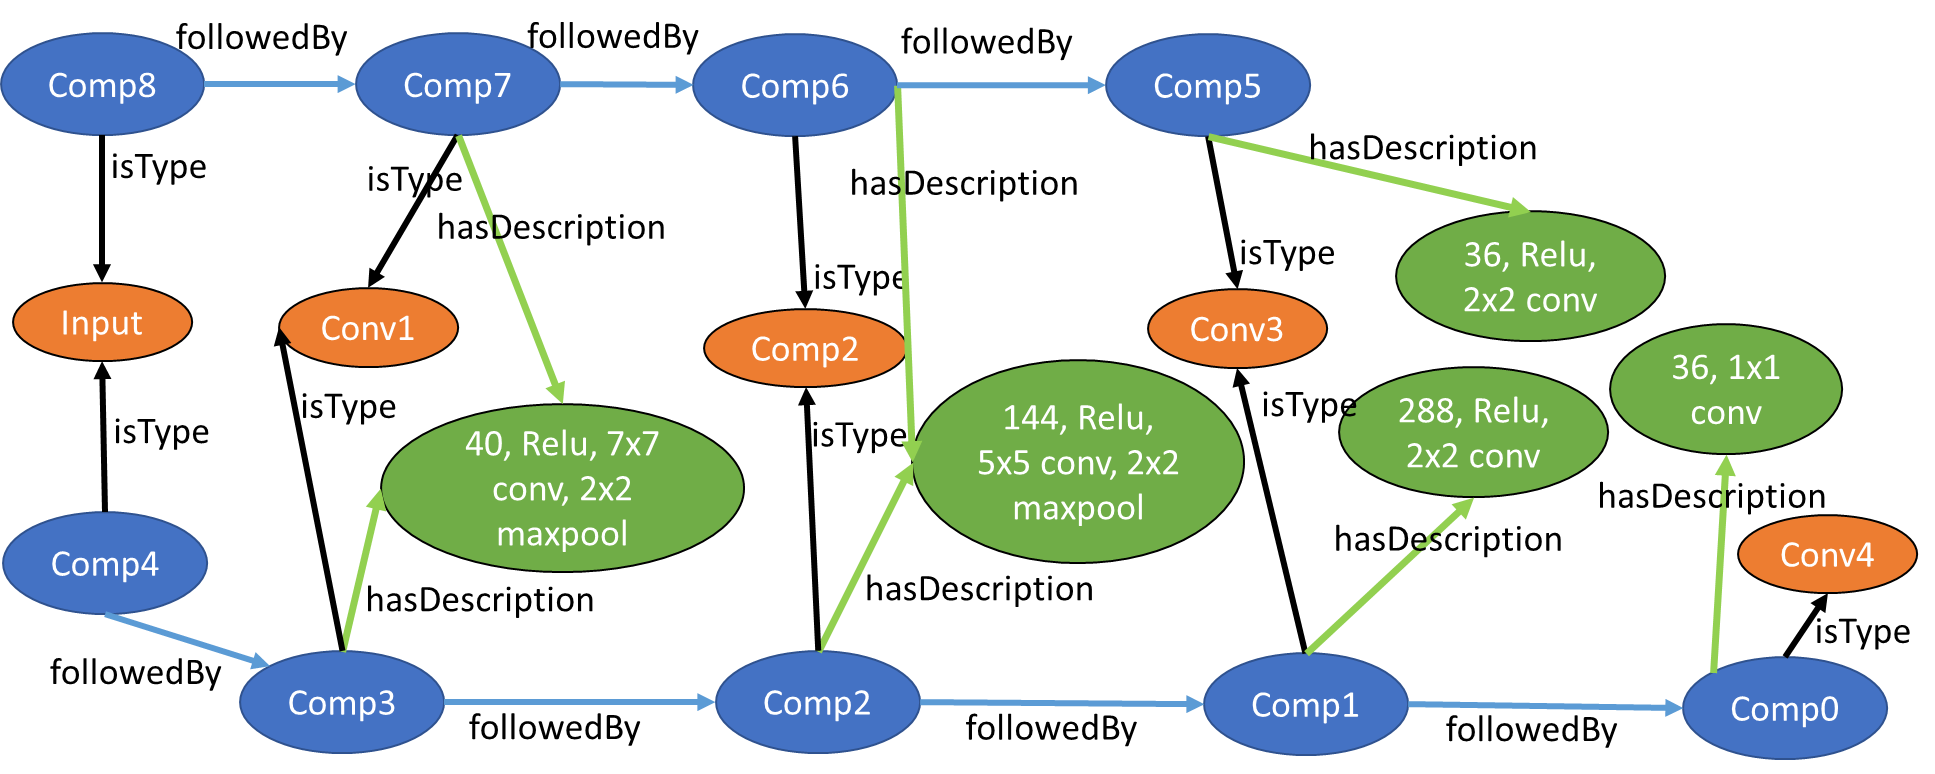 followedBy
followedBy
followedBy
Comp8
Comp7
Comp6
Comp5
isType
isType
hasDescription
hasDescription
hasDescription
isType
isType
36, Relu,
2x2 conv
Input
Conv1
Comp2
Conv3
isType
isType
isType
isType
40, Relu, 7x7
conv, 2x2
maxpool
144, Relu,
5x5 conv, 2x2
maxpool
288, Relu,
2x2 conv
36, 1x1
conv
hasDescription
hasDescription
Conv4
Comp4
hasDescription
hasDescription
isType
followedBy
Comp3
followedBy
Comp2
followedBy
Comp1
followedBy
Comp0